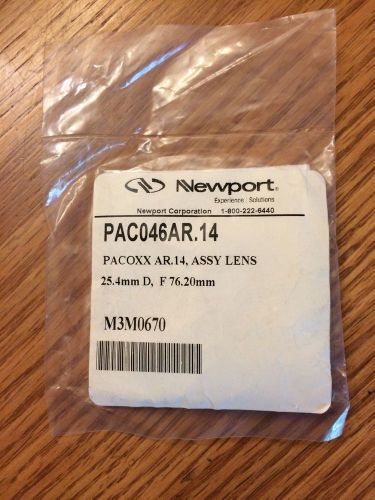 Newport®
Experience | Solutions
Newport Corporation 1-800-222-6440
PAC046AR.14
PACOXX AR.14, ASSY LENS
25.4mm D, F 76.20mm
M3M0670